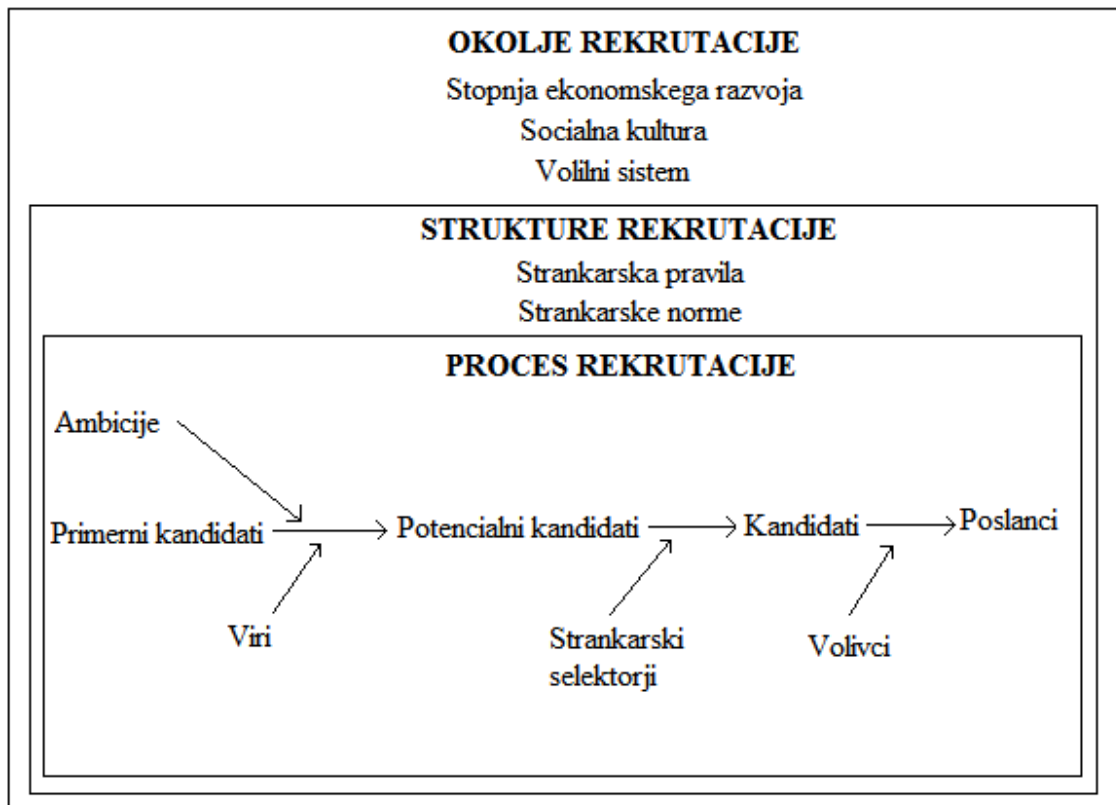 OKOLJE REKRUTACIJE
Stopnja ekonomskega razvoja
Socialna kultura
Volilni sistem
STRUKTURE REKRUTACIJE
Strankarska pravila
Strankarske norme
PROCES REKRUTACIJE
Ambicije
Primerni kandidati
Potencialni kandidati
Kandidati
Poslanci
Viri
Strankarski
selektorji
Volivci